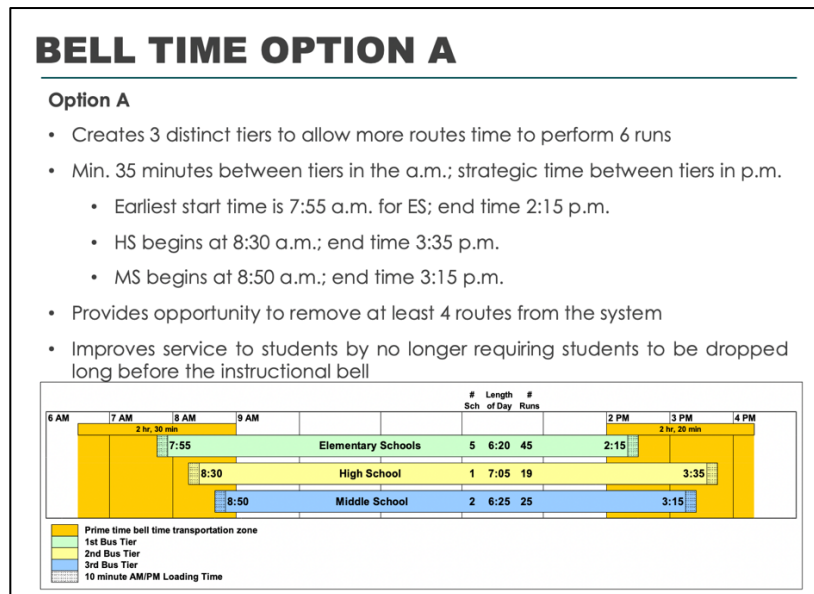 BELL TIME OPTION A
Option A
• Creates 3 distinct tiers to allow more routes time to perform 6 runs
• Min. 35 minutes between tiers in the a.m.; strategic time between tiers in p.m.
• Earliest start time is 7:55 a.m. for ES; end time 2:15 p.m.
• HS begins at 8:30 a.m.; end time 3:35 p.m.
• MS begins at 8:50 a.m.; end time 3:15 p.m.
• Provides opportunity to remove at least 4 routes from the system
• Improves service to students by no longer requiring students to be dropped
long before the instructional bell
# Length #
Sch of Day Runs
6 AM 7 AM 8 AM 9 AM 2 PM 3 PM 4 PM
2 hr, 30 min 2 hr, 20 min
7:55 Elementary Schools 5 6:20 45 2:15
8:30 High School 1 7:05 19 3:35
8:50 Middle School 2 6:25 25 3:15
Prime time bell time transportation zone
1st Bus Tier
2nd Bus Tier
3rd Bus Tier
10 minute AM/PM Loading Time